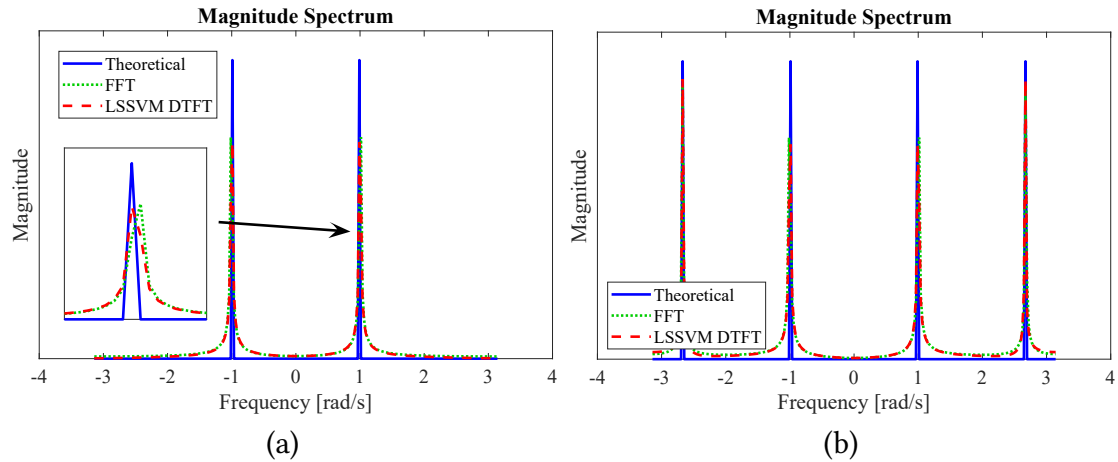 Magnitude Spectrum
Theoretical
FFT
LSSVM DTFT
Magnitude
-4 -3 -2 -1 0 1 2 3 4
Frequency [rad/s]
(a)
Magnitude Spectrum
Theoretical
FFT
LSSVM DTFT
Magnitude
-4 -3 -2 -1 0 1 2 3 4
Frequency [rad/s]
(b)